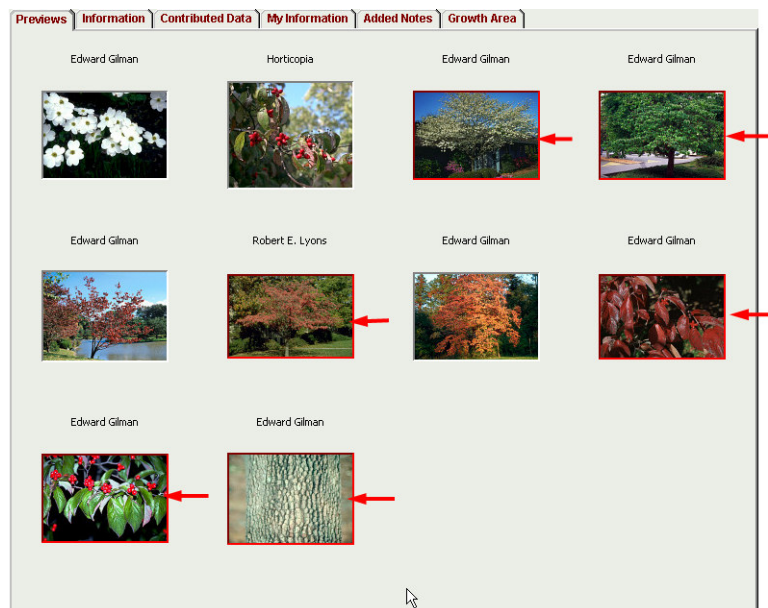 Previews Information Contributed Data My Information Added Notes Growth Area
Edward Gilman Horticopia Edward Gilman Edward Gilman
Edward Gilman Robert E. Lyons Edward Gilman Edward Gilman
Edward Gilman Edward Gilman